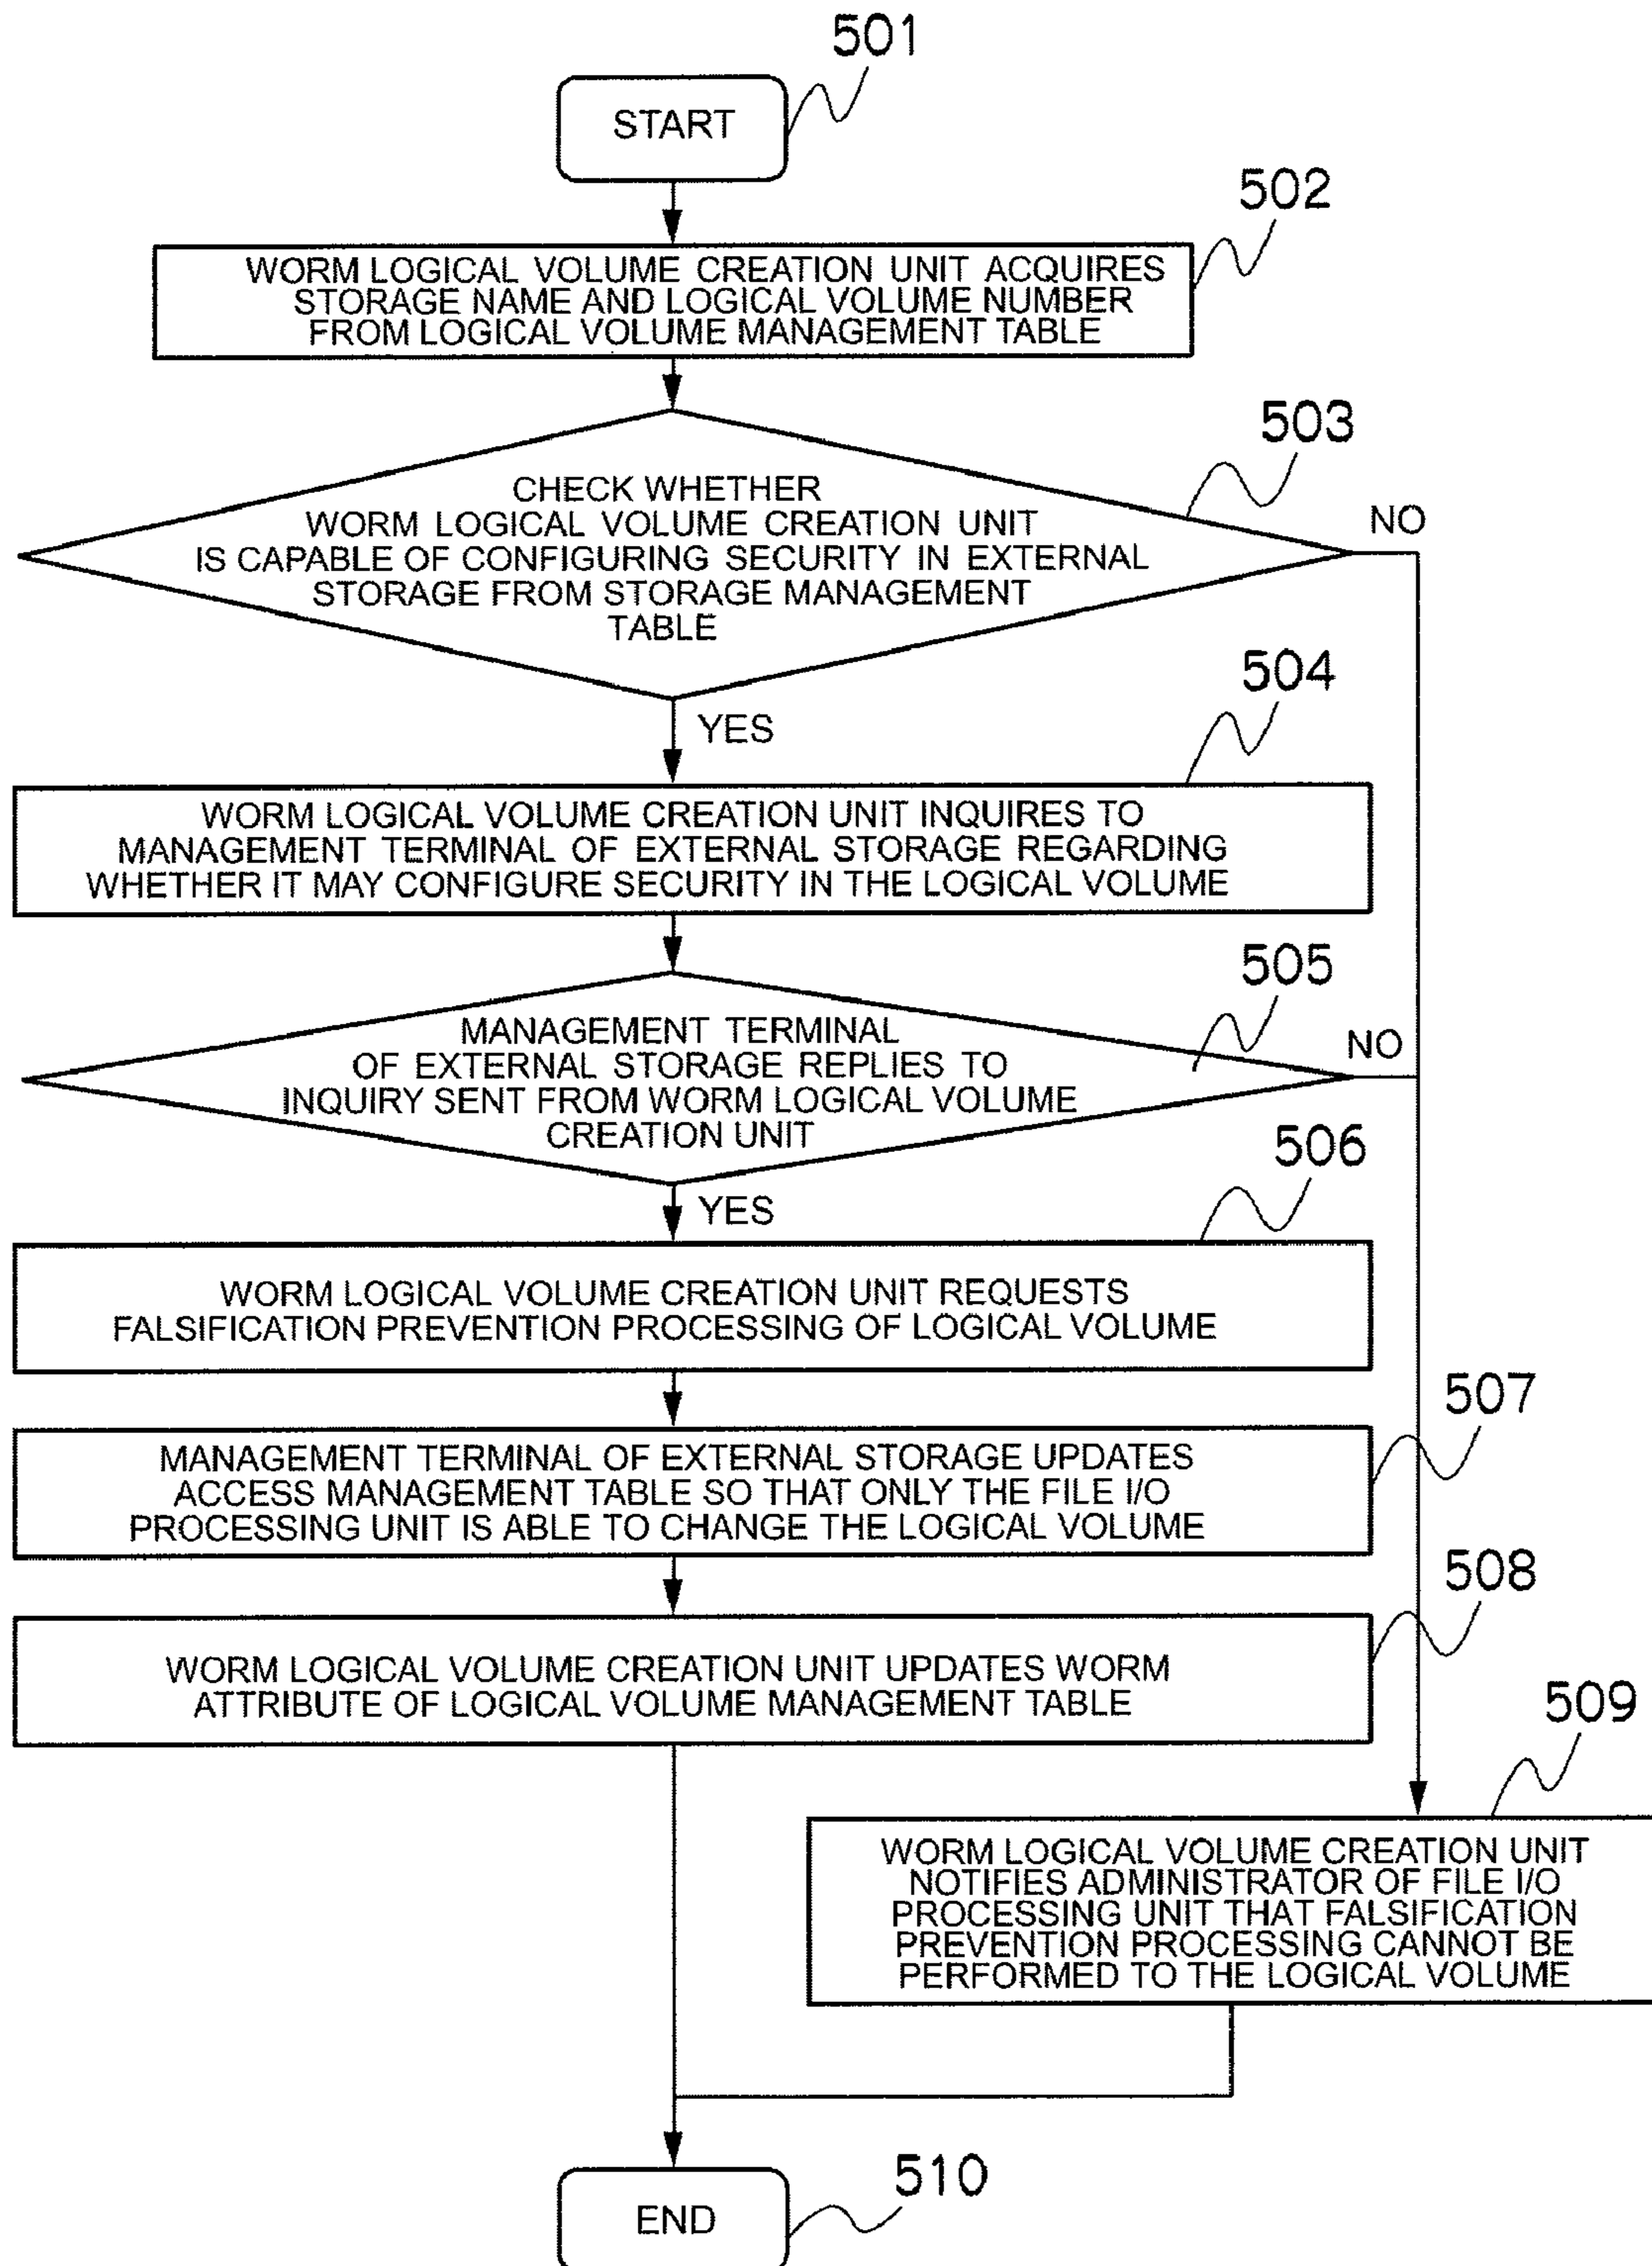 501
START
502
WORM LOGICAL VOLUME CREATION UNIT ACQUIRES
STORAGE NAME AND LOGICAL VOLUME NUMBER
FROM LOGICAL VOLUME MANAGEMENT TABLE
503
CHECK WHETHER
WORM LOGICAL VOLUME CREATION UNIT
IS CAPABLE OF CONFIGURING SECURITY IN EXTERNAL
STORAGE FROM STORAGE MANAGEMENT
TABLE
NO
YES
504
WORM LOGICAL VOLUME CREATION UNIT INQUIRES TO
MANAGEMENT TERMINAL OF EXTERNAL STORAGE REGARDING
WHETHER IT MAY CONFIGURE SECURITY IN THE LOGICAL VOLUME
505
MANAGEMENT TERMINAL
OF EXTERNAL STORAGE REPLIES TO
INQUIRY SENT FROM WORM LOGICAL VOLUME
CREATION UNIT
NO
YES
506
WORM LOGICAL VOLUME CREATION UNIT REQUESTS
FALSIFICATION PREVENTION PROCESSING OF LOGICAL VOLUME
507
MANAGEMENT TERMINAL OF EXTERNAL STORAGE UPDATES
ACCESS MANAGEMENT TABLE SO THAT ONLY THE FILE I/O
PROCESSING UNIT IS ABLE TO CHANGE THE LOGICAL VOLUME
508
WORM LOGICAL VOLUME CREATION UNIT UPDATES WORM
ATTRIBUTE OF LOGICAL VOLUME MANAGEMENT TABLE
509
WORM LOGICAL VOLUME CREATION UNIT
NOTIFIES ADMINISTRATOR OF FILE I/O
PROCESSING UNIT THAT FALSIFICATION
PREVENTION PROCESSING CANNOT BE
PERFORMED TO THE LOGICAL VOLUME
510
END